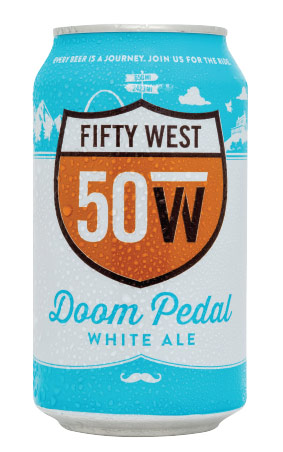 EVERY BEER IS A JOURNEY. JOIN US FOR THE RIDE.
FIFTY WEST
50W
Doom Pedal
WHITE ALE